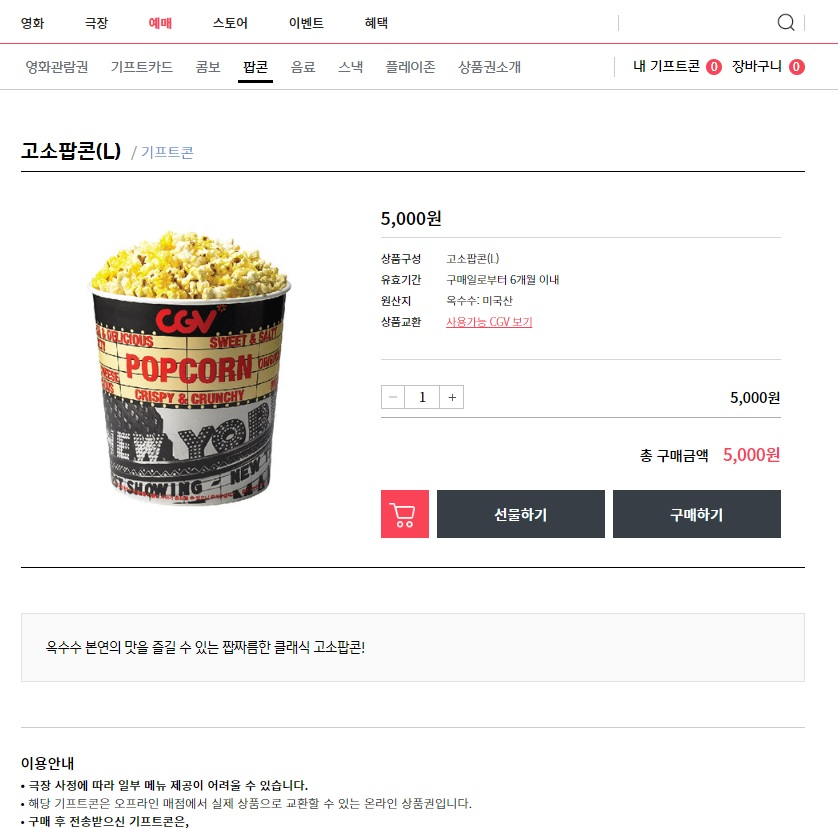 영화 극장 예매 스토어 이벤트 혜택
영화관람권 기프트카드 콤보 팝콘 음료 스낵 플레이존 상품권소개 내 기프트콘 0 장바구니 0
고소팝콘(L) / 기프트콘
5,000원
상품구성 고소팝콘(L)
유효기간 구매일로부터 6개월 이내
원산지 옥수수: 미국산
상품교환 사용가능 CGV 보기
CGV
& DELICIOUS SWEET & SALTY
POPCORN
CRISPY & CRUNCHY
NEW YOR
SHOWING - NEW
1 5,000원
총 구매금액 5,000원
선물하기 구매하기
옥수수 본연의 맛을 즐길 수 있는 짭짜름한 클래식 고소팝콘!
이용안내
• 극장 사정에 따라 일부 메뉴 제공이 어려울 수 있습니다.
• 해당 기프트콘은 오프라인 매점에서 실제 상품으로 교환할 수 있는 온라인 상품권입니다.
• 구매 후 전송받으신 기프트콘은,